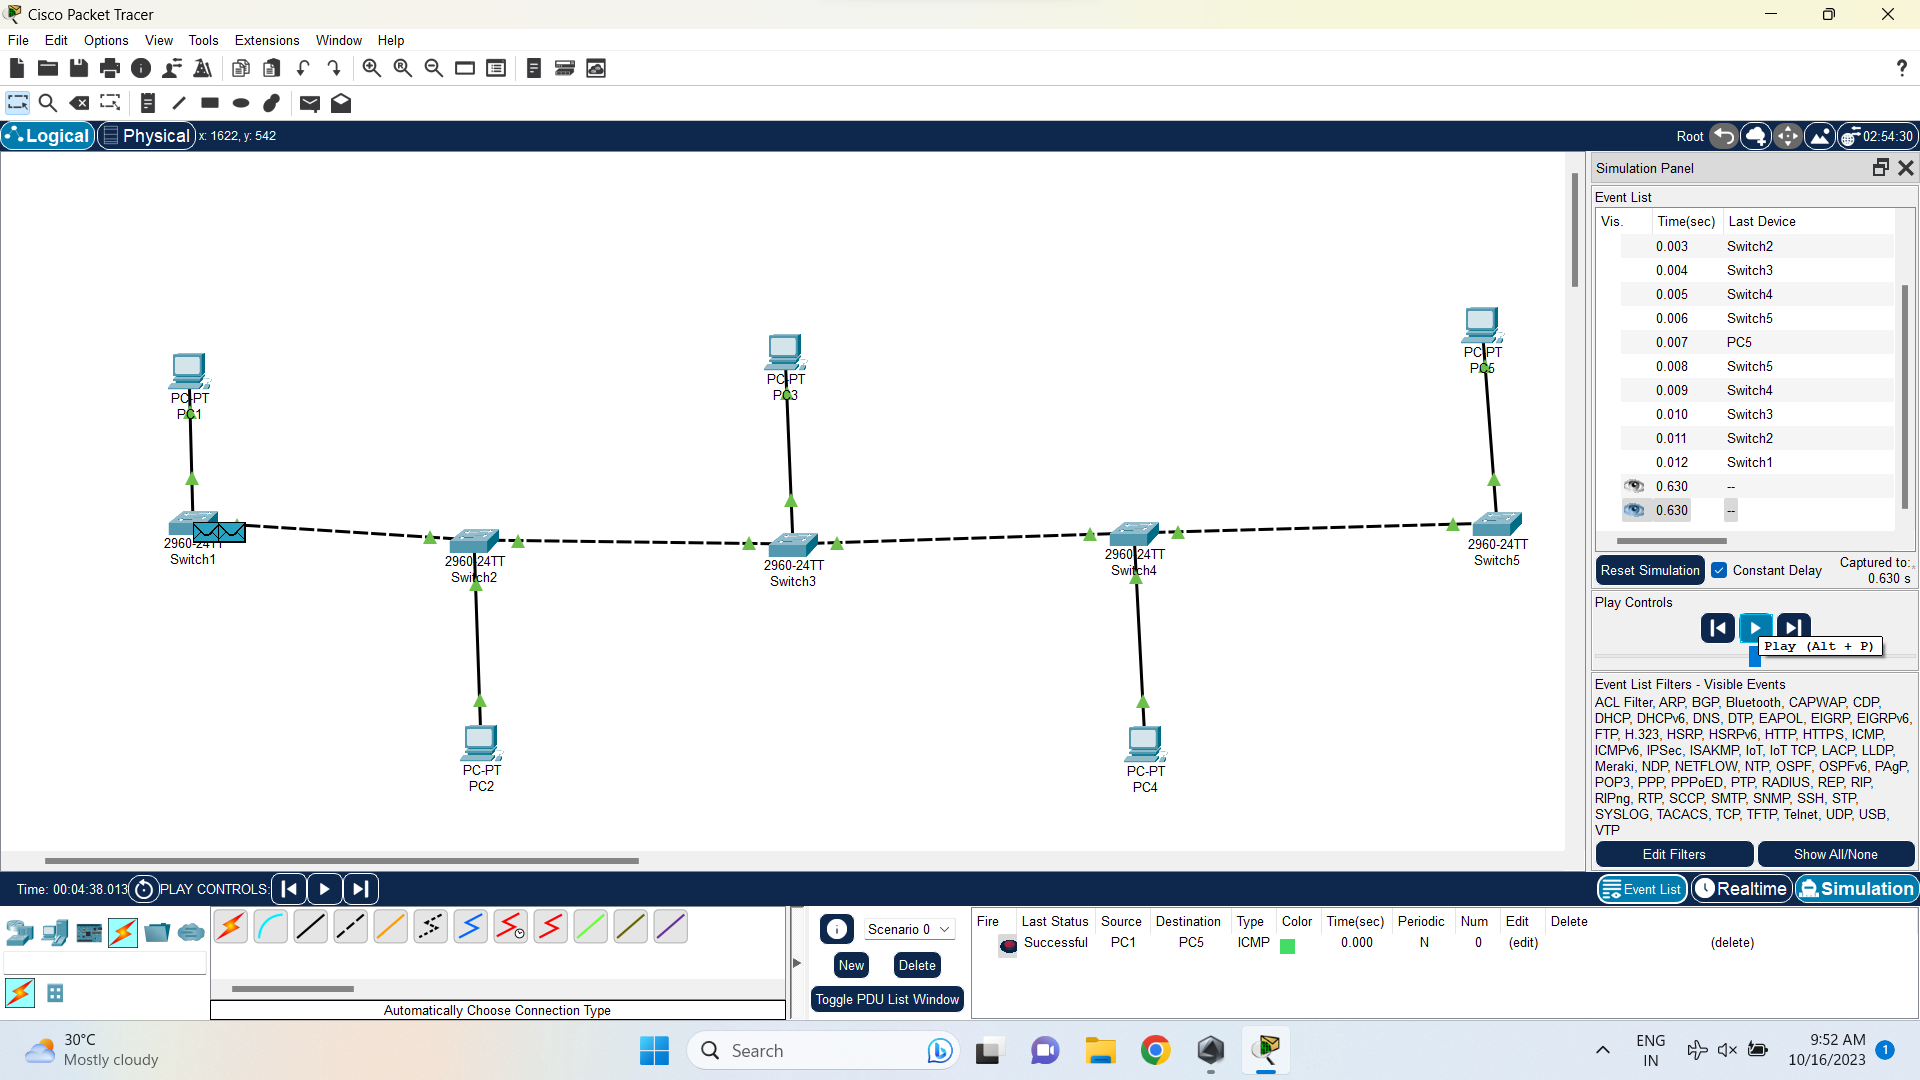 Cisco Packet Tracer
File Edit Options View Tools Extensions Window Help
?
Logical Physical x: 1622, y: 542
Root 02:54:30
Simulation Panel
Event List
Vis. Time(sec) Last Device
0.003 Switch2
0.004 Switch3
0.005 Switch4
0.006 Switch5
0.007 PC5
0.008 Switch5
0.009 Switch4
0.010 Switch3
0.011 Switch2
0.012 Switch1
0.630 --
0.630 --
Reset Simulation Constant Delay Captured to:
0.630 s
Play Controls
Play (Alt + P)
Event List Filters - Visible Events
ACL Filter, ARP, BGP, Bluetooth, CAPWAP, CDP,
DHCP, DHCPv6, DNS, DTP, EAPOL, EIGRP, EIGRPv6,
FTP, H.323, HSRP, HSRPv6, HTTP, HTTPS, ICMP,
ICMPv6, IPSec, ISAKMP, IoT, IoT TCP, LACP, LLDP,
Meraki, NDP, NETFLOW, NTP, OSPF, OSPFv6, PAgP,
POP3, PPP, PPPoED, PTP, RADIUS, REP, RIP,
RIPng, RTP, SCCP, SMTP, SNMP, SSH, STP,
SYSLOG, TACACS, TCP, TFTP, Telnet, UDP, USB,
VTP
Edit Filters Show All/None
PC-PT
PC1
PC-PT
PC3
PC-PT
PC5
2960-24TT
Switch1
2960-24TT
Switch2
2960-24TT
Switch3
2960-24TT
Switch4
2960-24TT
Switch5
PC-PT
PC2
PC-PT
PC4
Time: 00:04:38.013 PLAY CONTROLS:
Event List Realtime Simulation
Scenario 0
New Delete
Toggle PDU List Window
Automatically Choose Connection Type
Fire Last Status Source Destination Type Color Time(sec) Periodic Num Edit Delete
Successful PC1 PC5 ICMP 0.000 N 0 (edit) (delete)
30°C
Mostly cloudy
Search
ENG
IN
9:52 AM
10/16/2023
1